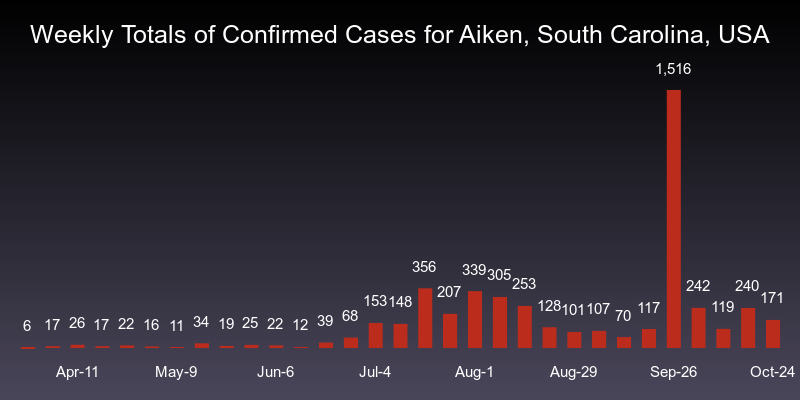 Weekly Totals of Confirmed Cases for Aiken, South Carolina, USA
1,516
6 17 26 17 22 16 11 34 19 25 22 12 39 68 153 148 356 207 339 305 253 128 101 107 70 117 242 119 240 171
Apr-11 May-9 Jun-6 Jul-4 Aug-1 Aug-29 Sep-26 Oct-24